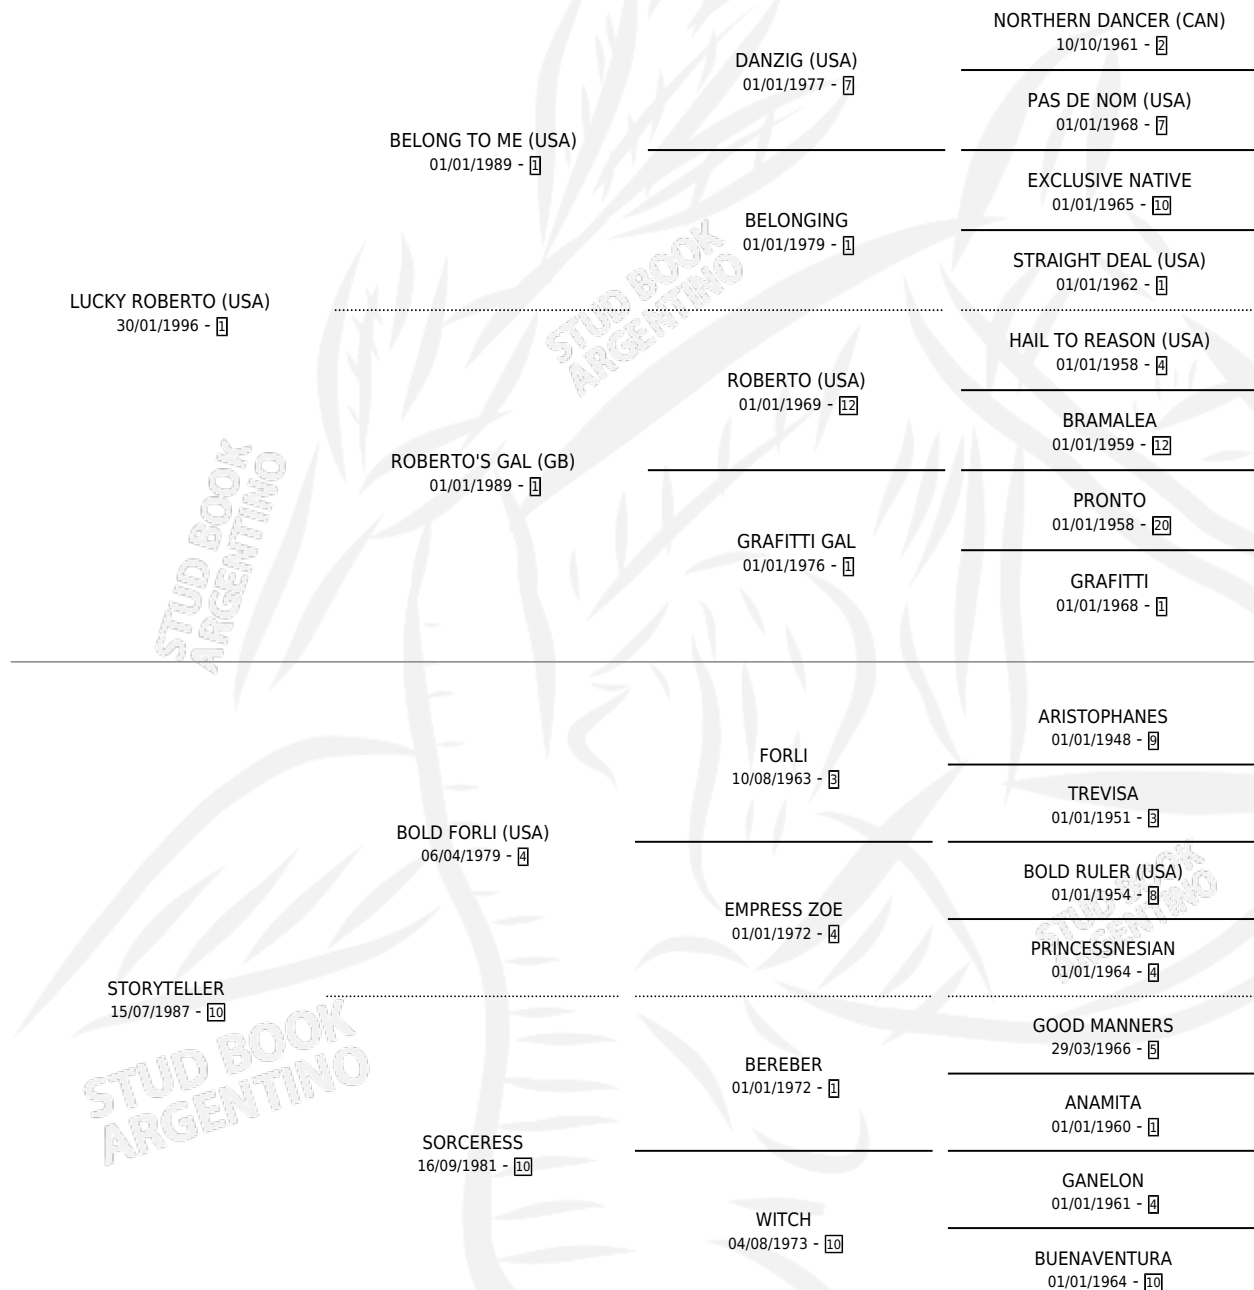 NORTHERN DANCER (CAN)
10/10/1961 - 2
DANZIG (USA)
01/01/1977 - 7
PAS DE NOM (USA)
01/01/1968 - 7
BELONG TO ME (USA)
01/01/1989 - 1
EXCLUSIVE NATIVE
01/01/1965 - 10
BELONGING
01/01/1979 - 1
STRAIGHT DEAL (USA)
01/01/1962 - 1
LUCKY ROBERTO (USA)
30/01/1996 - 1
STUD BOOK
ARGENTINO
HAIL TO REASON (USA)
01/01/1958 - 4
ROBERTO (USA)
01/01/1969 - 12
BRAMALEA
01/01/1959 - 12
ROBERTO'S GAL (GB)
01/01/1989 - 1
PRONTO
01/01/1958 - 20
GRAFITTI GAL
01/01/1976 - 1
GRAFITTI
01/01/1968 - 1
STUD BOOK
ARGENTINO
ARISTOPHANES
01/01/1948 - 9
FORLI
10/08/1963 - 3
TREVISA
01/01/1951 - 3
BOLD FORLI (USA)
06/04/1979 - 4
BOLD RULER (USA)
01/01/1954 - 8
EMPRESS ZOE
01/01/1972 - 4
PRINCESSNESIAN
01/01/1964 - 4
STUD BOOK
ARGENTINO
STORYTELLER
15/07/1987 - 10
GOOD MANNERS
29/03/1966 - 5
BEREBER
01/01/1972 - 1
ANAMITA
01/01/1960 - 1
STUD BOOK
ARGENTINO
SORCERESS
16/09/1981 - 10
GANELON
01/01/1961 - 4
WITCH
04/08/1973 - 10
BUENAVENTURA
01/01/1964 - 10